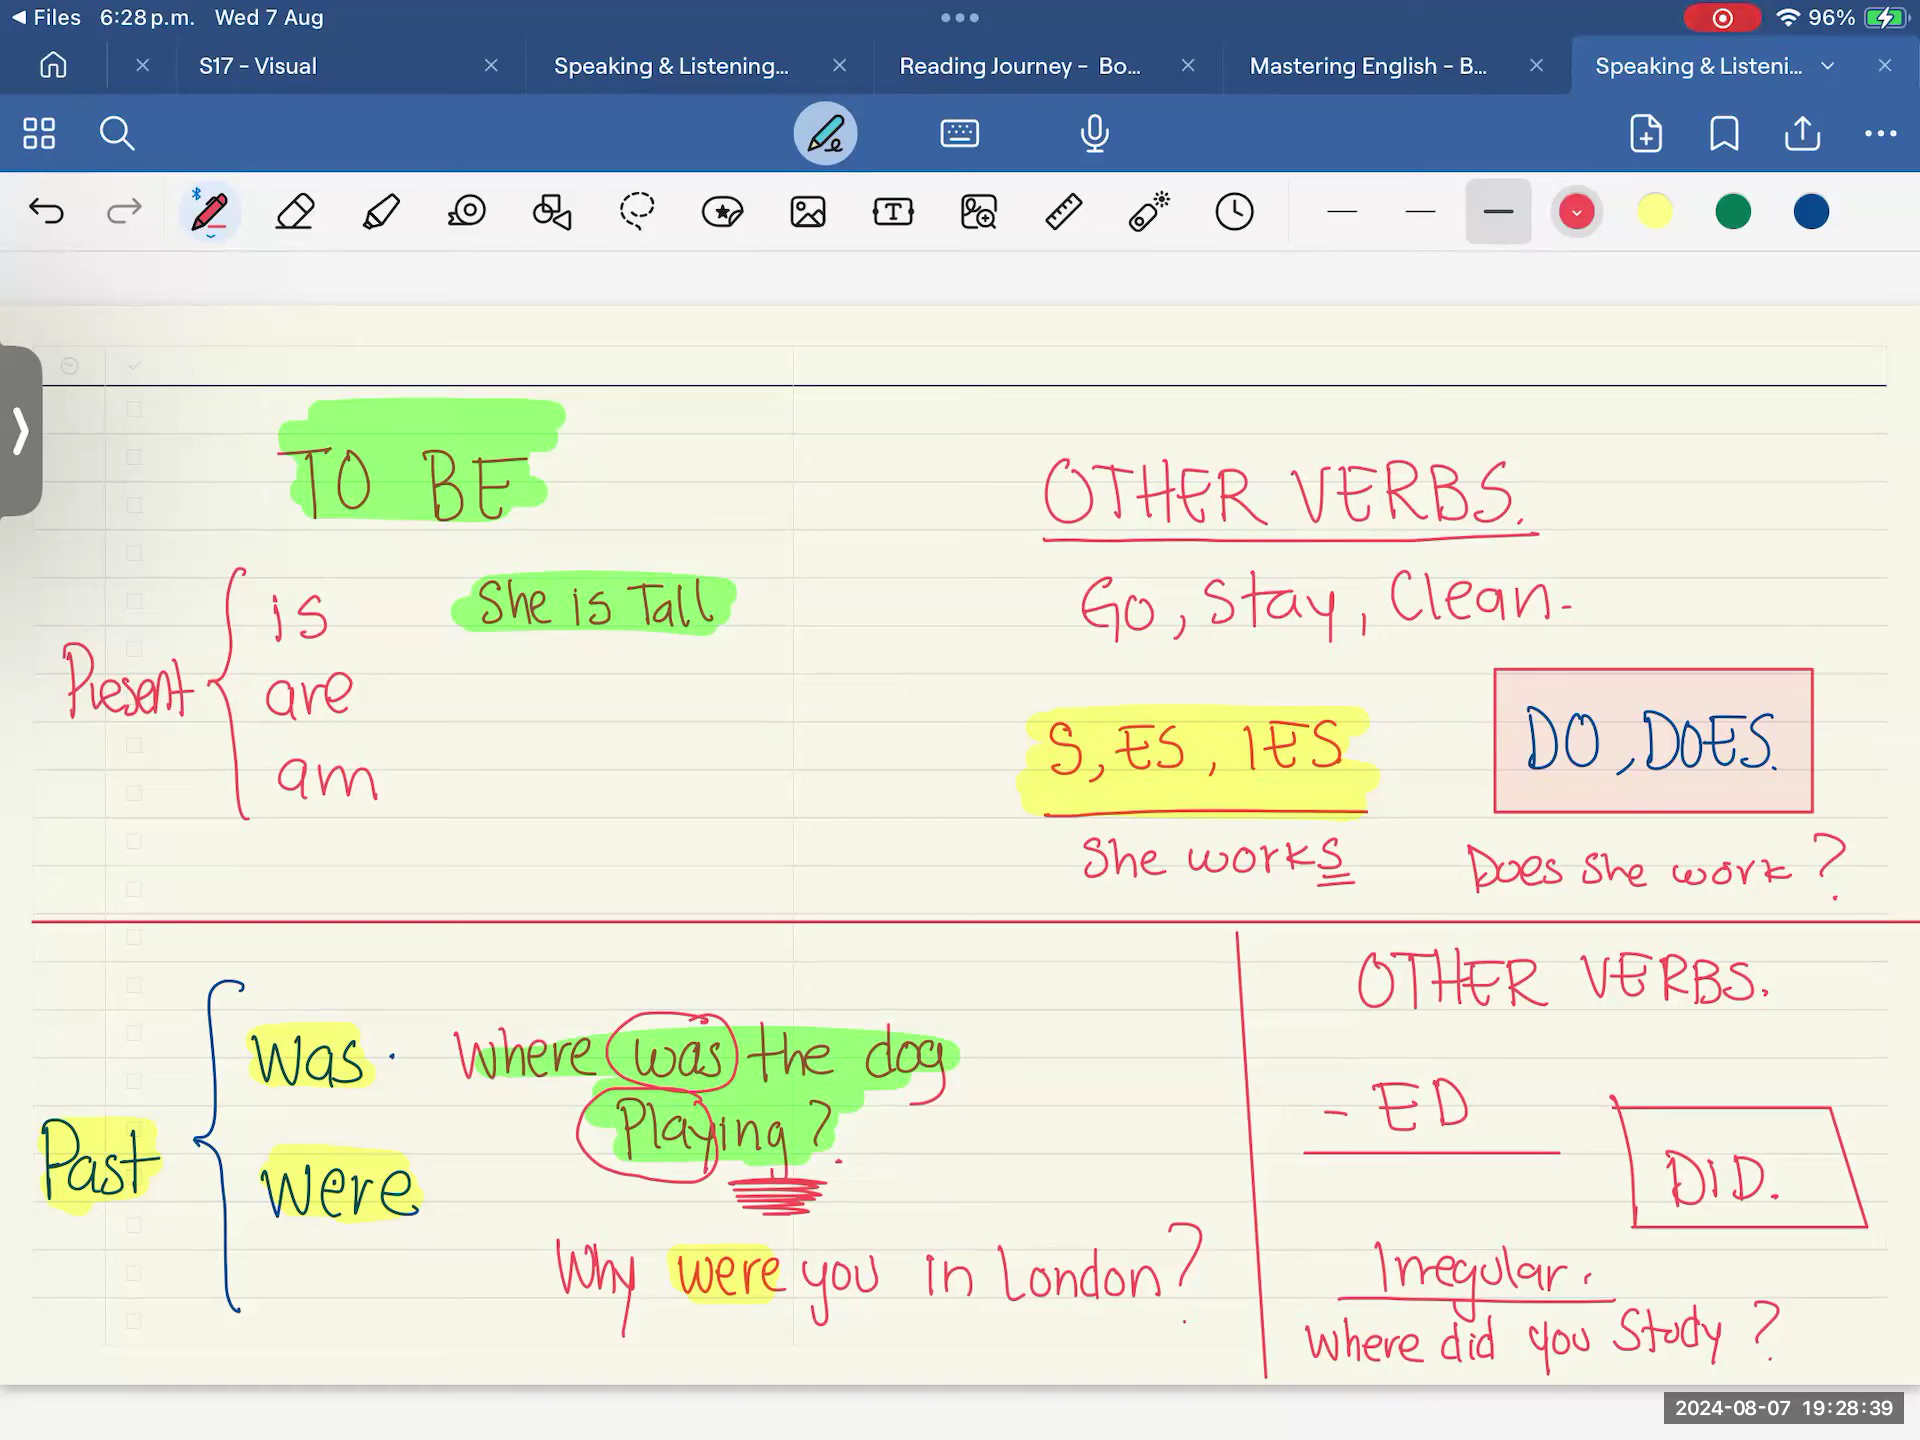 Files 6:28 p.m. Wed 7 Aug
96%
S17 - Visual
Speaking & Listening...
Reading Journey - Bo...
Mastering English - B...
Speaking & Listeni...
TO BE
OTHER VERBS.
is
She is Tall
Go, Stay, Clean.
Present
are
S, ES, IES
DO, DOES.
am
She works
Does she work?
OTHER VERBS.
Was.
Where was the dog
Playing?
- ED
Past
were
DID.
Why were you in London?
Irregular.
Where did you Study?
2024-08-07 19:28:39